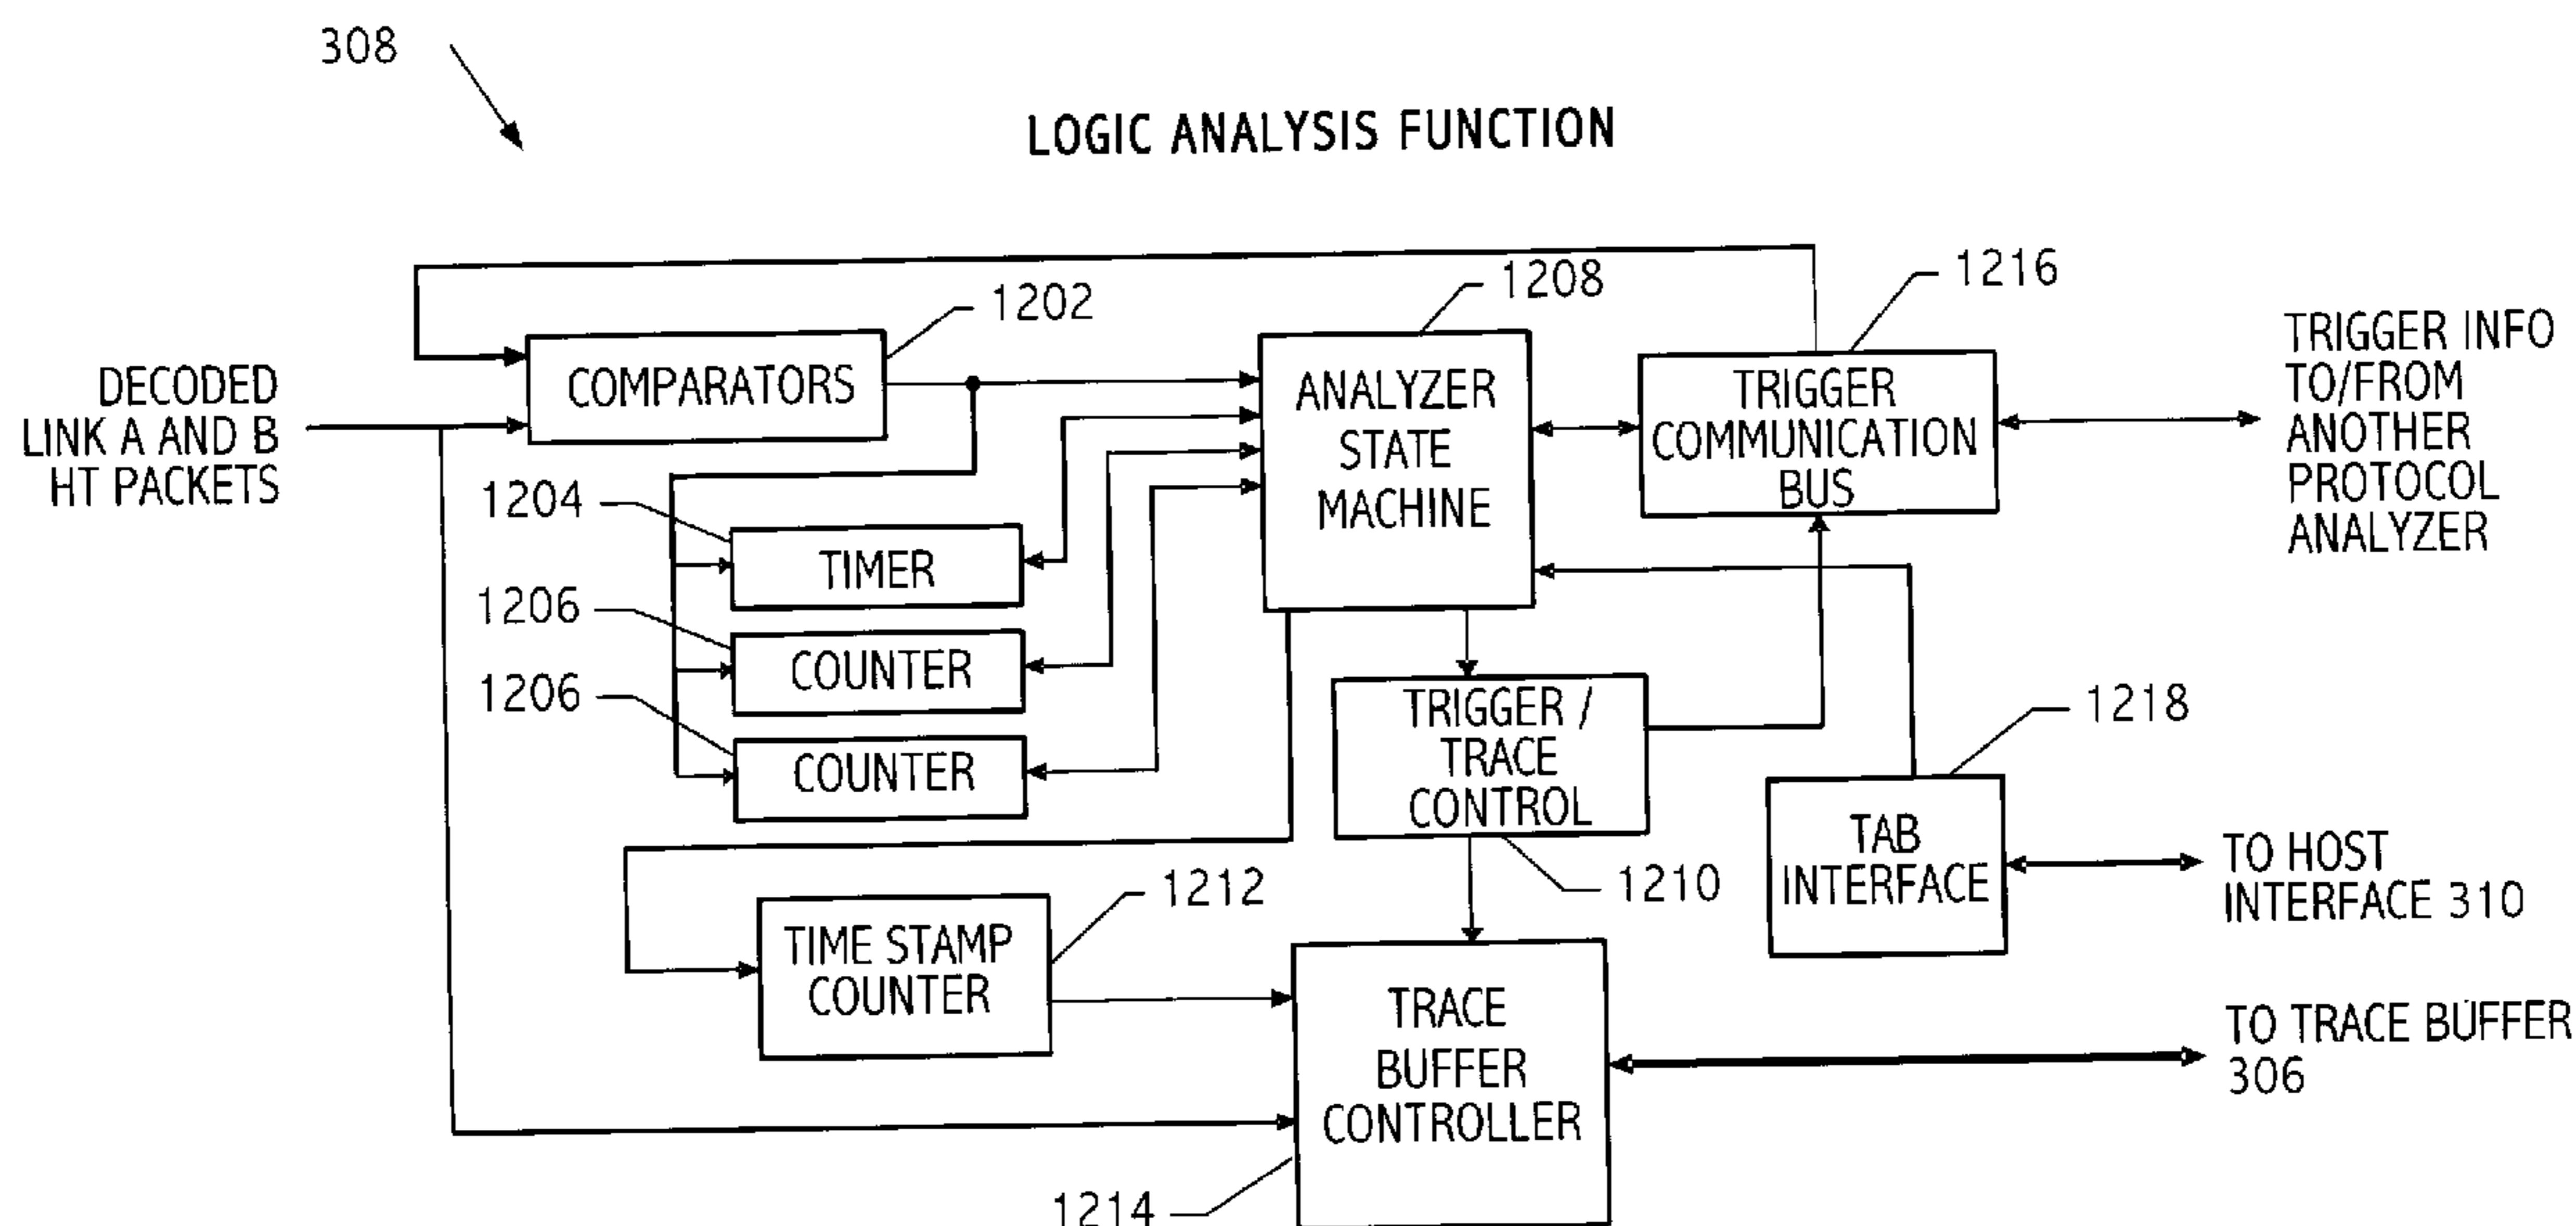 308
LOGIC ANALYSIS FUNCTION
1216
1208
1202
TRIGGER INFO
TO/FROM
ANOTHER
PROTOCOL
ANALYZER
DECODED
LINK A AND B
HT PACKETS
COMPARATORS
ANALYZER
STATE
MACHINE
TRIGGER
COMMUNICATION
BUS
1204
TIMER
1206
COUNTER
1206
COUNTER
TRIGGER /
TRACE
CONTROL
1218
TAB
INTERFACE
TO HOST
INTERFACE 310
1210
1212
TIME STAMP
COUNTER
TRACE
BUFFER
CONTROLLER
TO TRACE BUFFER
306
1214